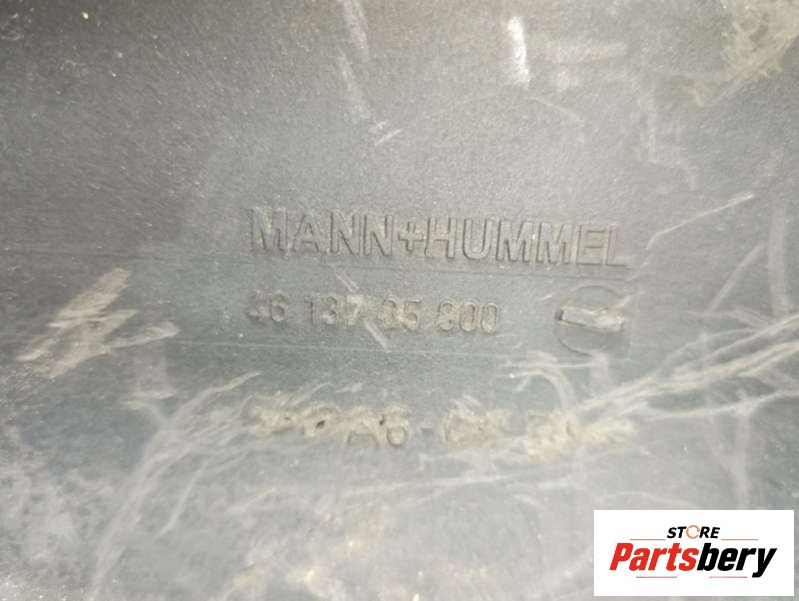 MANN+HUMMEL
46 137 05 800
STORE
Partsbery